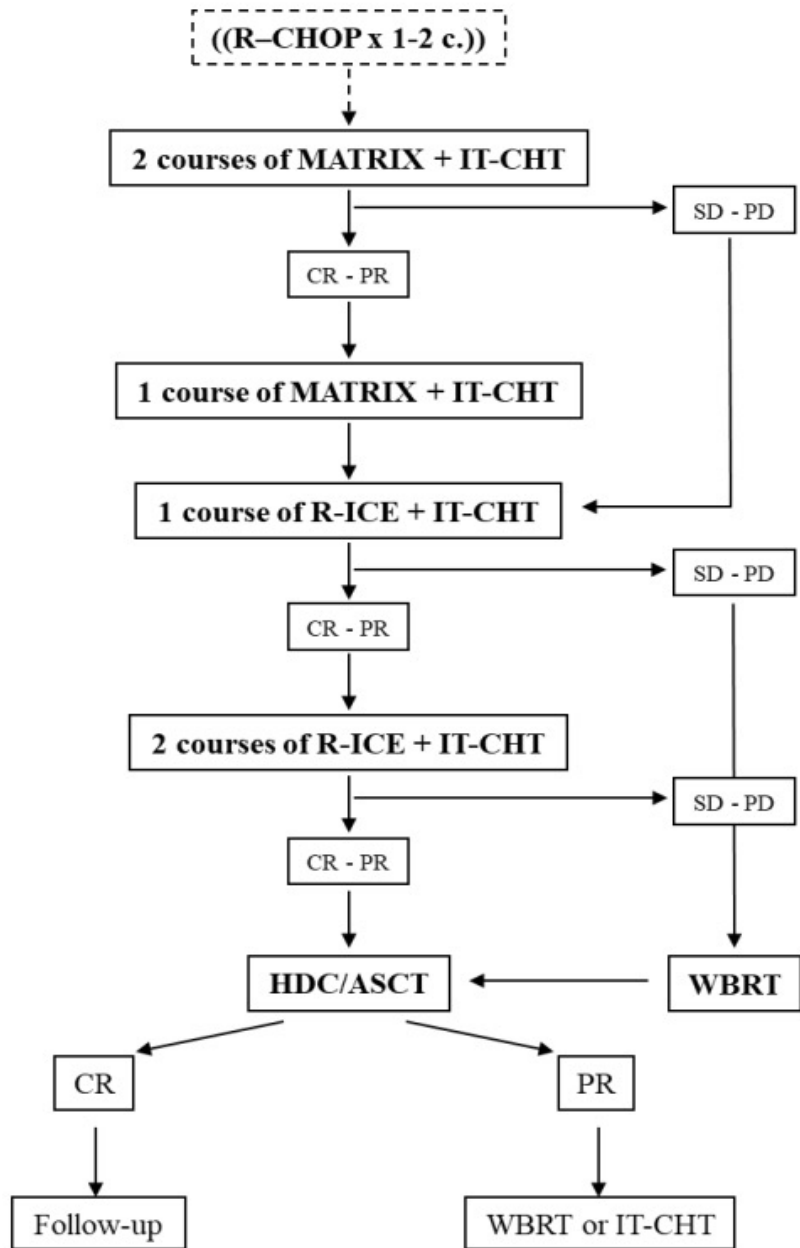 ((R–CHOP x 1-2 c.))
2 courses of MATRIX + IT-CHT
SD - PD
CR - PR
1 course of MATRIX + IT-CHT
1 course of R-ICE + IT-CHT
SD - PD
CR - PR
2 courses of R-ICE + IT-CHT
SD - PD
CR - PR
HDC/ASCT
WBRT
CR
PR
Follow-up
WBRT or IT-CHT